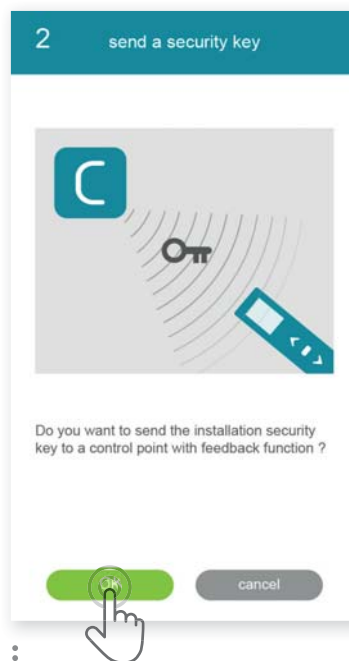 2 send a security key
Do you want to send the installation security
key to a control point with feedback function ?
OK
cancel